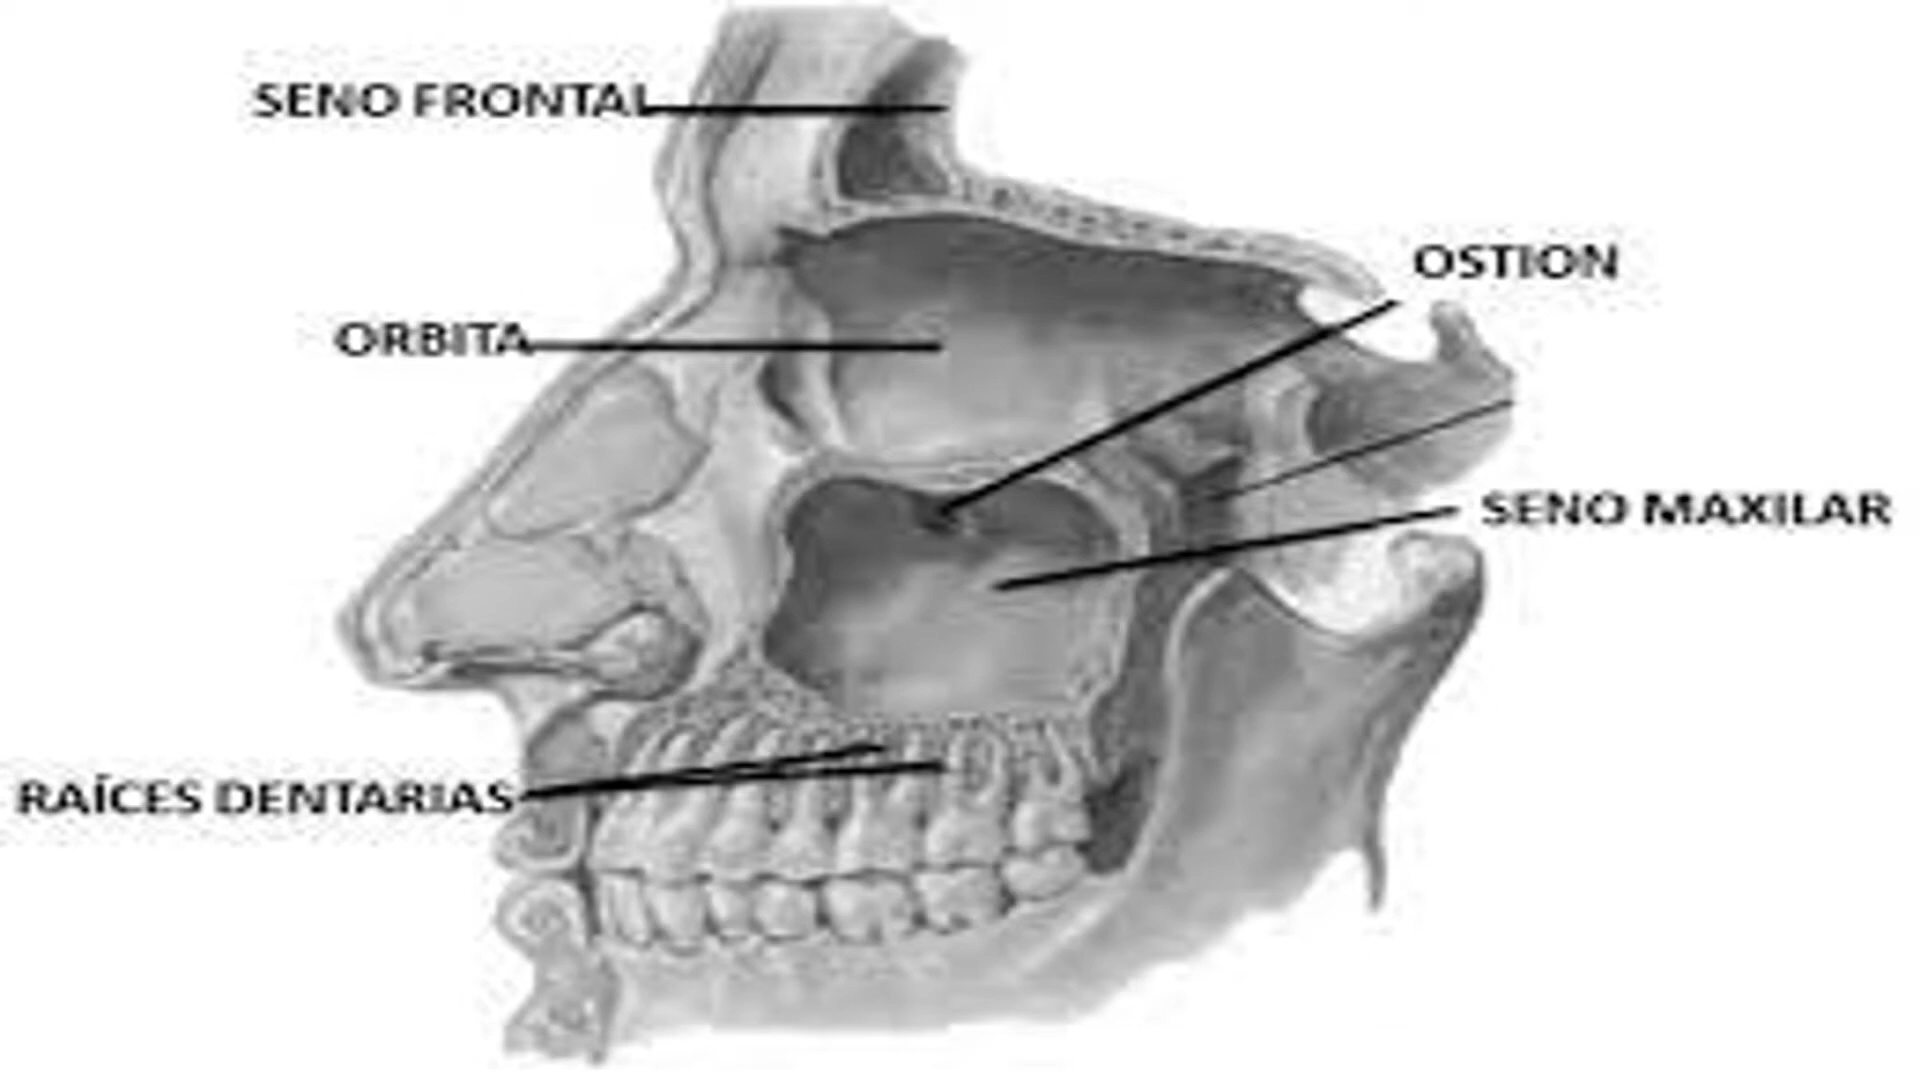 SENO FRONTAL
OSTION
ORBITA
SENO MAXILAR
RAÍCES DENTARIAS